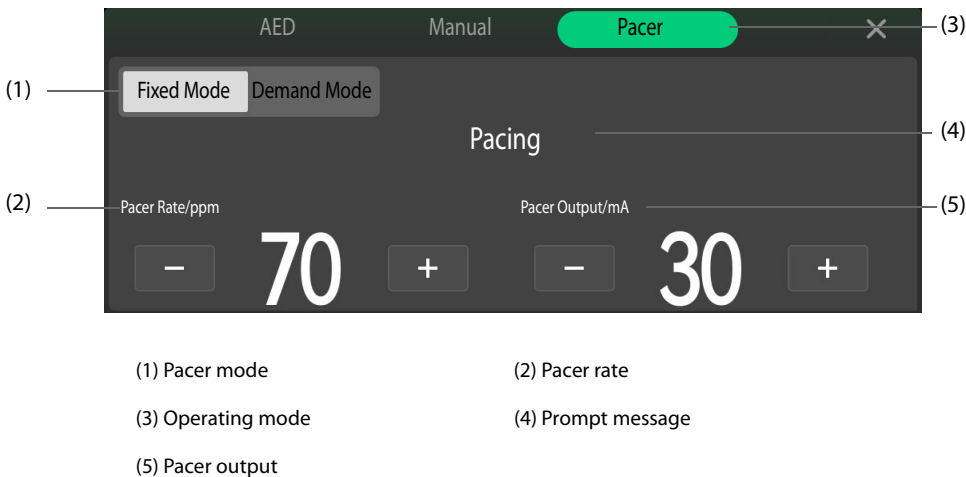 AED Manual Pacer × (3)
(1) Fixed Mode Demand Mode
Pacing (4)
(2) Pacer Rate/ppm Pacer Output/mA (5)
− 70 + − 30 +
(1) Pacer mode (2) Pacer rate
(3) Operating mode (4) Prompt message
(5) Pacer output